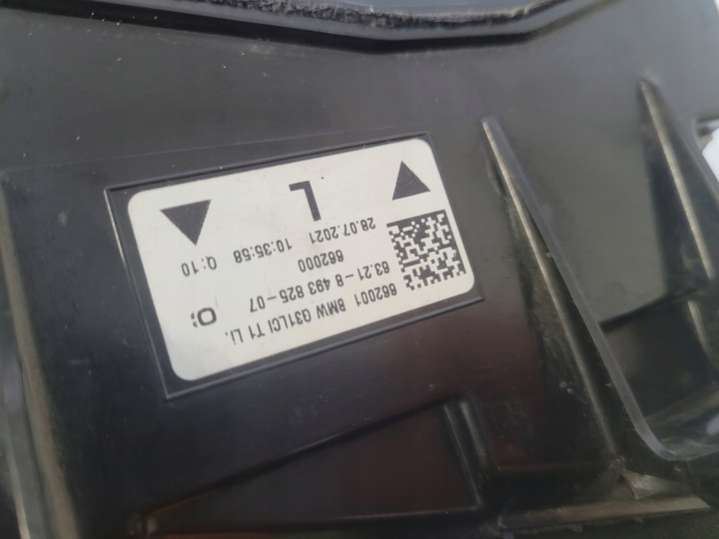 662001 BMW G31LCI T1 LI.
63.21-8 493 825-07
662000 O:
28.07.2021 10:35:58 Q:10
L